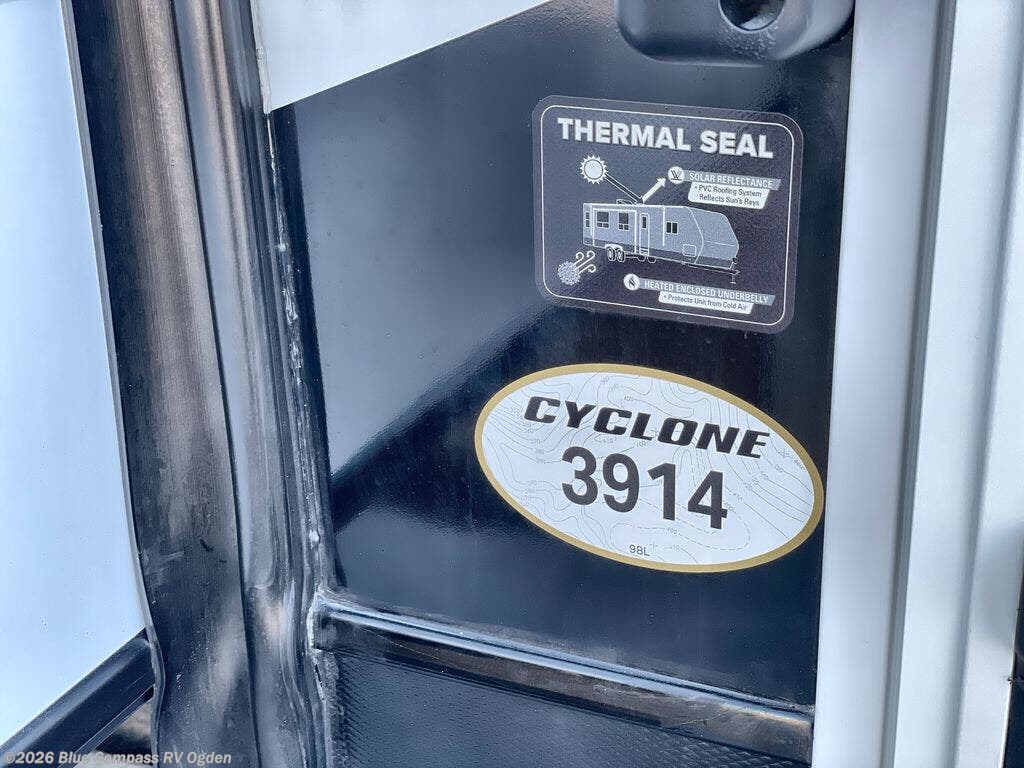 THERMAL SEAL
SOLAR REFLECTANCE
• PVC Roofing System
Reflects Sun's Rays
HEATED ENCLOSED UNDERBELLY
• Protects Unit from Cold Air
CYCLONE
3914
98L
©2026 Blue Compass RV Ogden